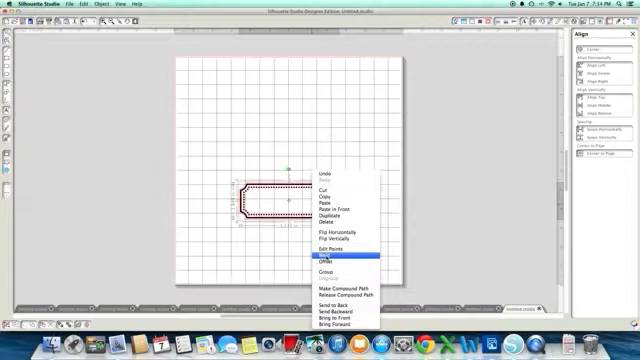 Silhouette Studio File Edit View Object Help
Silhouette Studio Designer Edition: Untitled.studio
Tue Jan 7 7:34 PM
Align
Center
Align Horizontally
Align Left
Align Center
Align Right
Align Vertically
Align Top
Align Middle
Align Bottom
Spacing
Space Horizontally
Space Vertically
Center to Page
Center to Page
Undo
Redo
Cut
Copy
Paste
Paste in Front
Duplicate
Delete
Flip Horizontally
Flip Vertically
Edit Points
Weld
Offset
Group
Ungroup
Make Compound Path
Release Compound Path
Send to Back
Send Backward
Bring to Front
Bring Forward